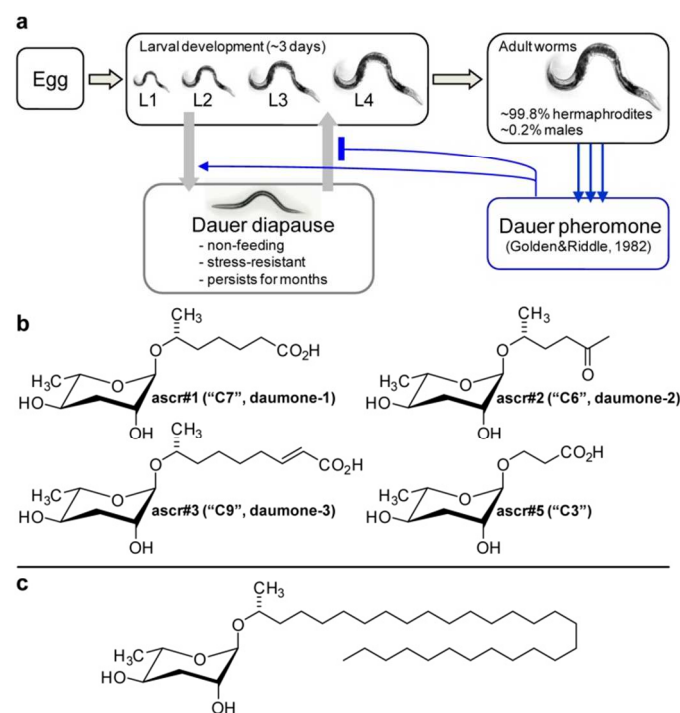 a
Egg
Larval development (~3 days)
L1 L2 L3 L4
Adult worms
~99.8% hermaphrodites
~0.2% males
Dauer diapause
- non-feeding
- stress-resistant
- persists for months
Dauer pheromone
(Golden&Riddle, 1982)
b
CH3
O
CO2H
H3C
O
HO
OH
ascr#1 ("C7", daumone-1)
CH3
O
O
H3C
O
HO
OH
ascr#2 ("C6", daumone-2)
CH3
O
CO2H
H3C
O
HO
OH
ascr#3 ("C9", daumone-3)
O
CO2H
H3C
O
HO
OH
ascr#5 ("C3")
c
CH3
O
H3C
O
HO
OH